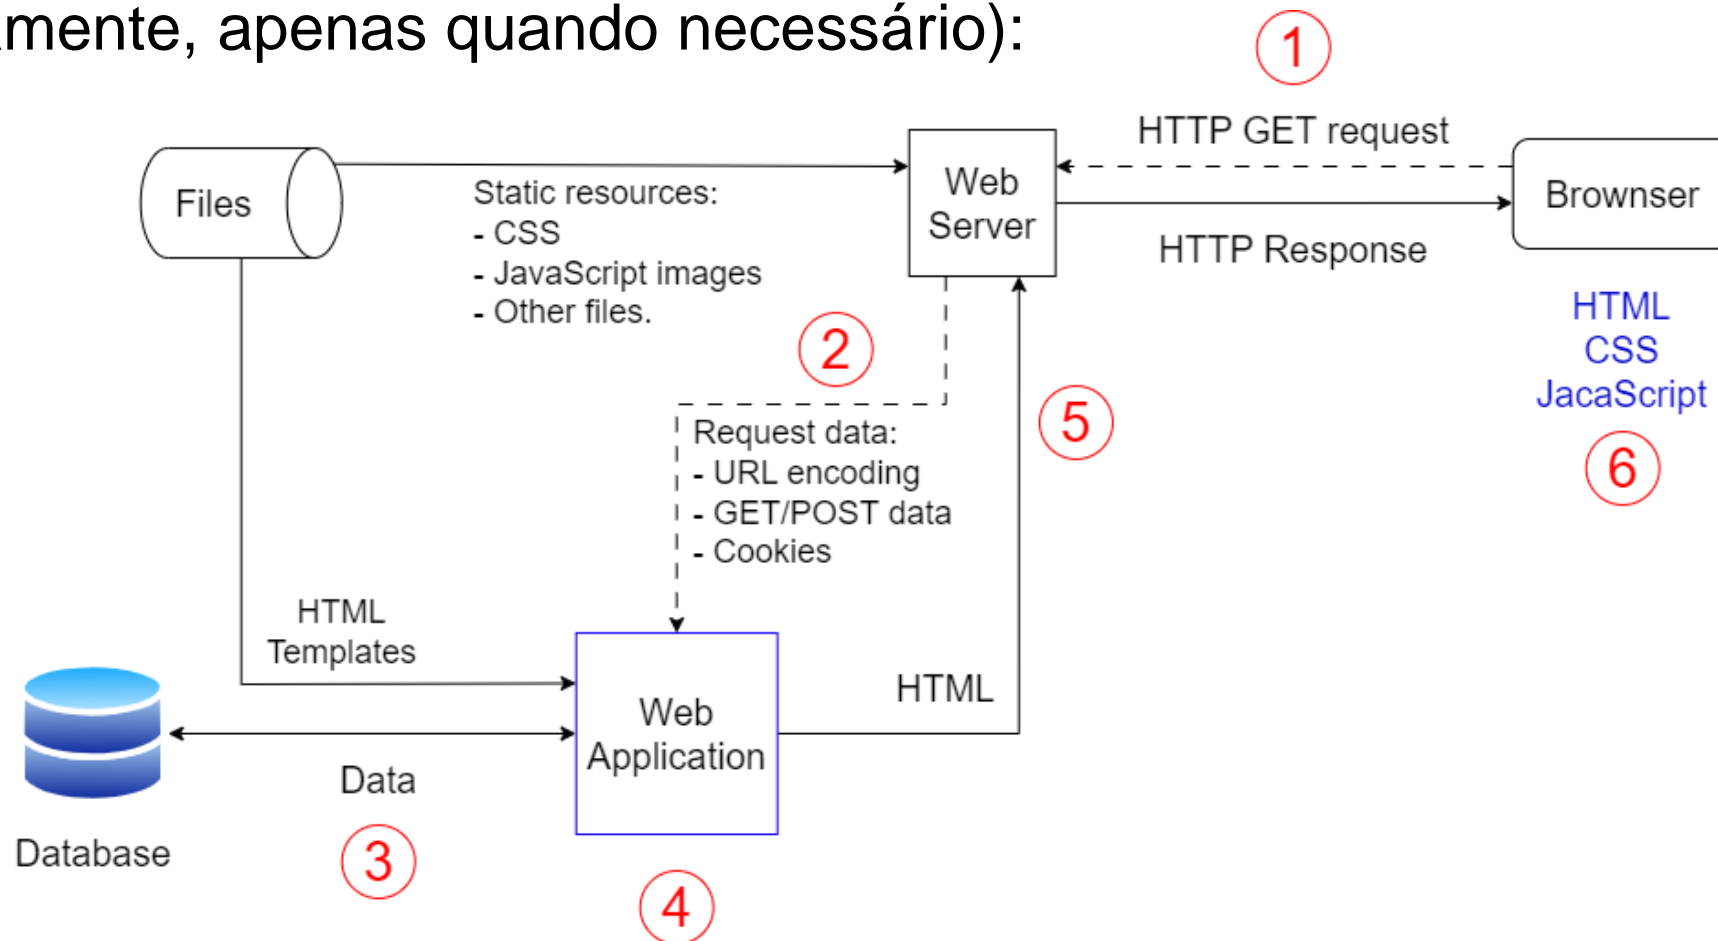 amente, apenas quando necessário):
1
HTTP GET request
Files
Static resources:
- CSS
- JavaScript images
- Other files.
Web
Server
Brownser
HTTP Response
HTML
CSS
JacaScript
6
2
5
Request data:
- URL encoding
- GET/POST data
- Cookies
HTML
Templates
Web
Application
HTML
Data
3
Database
4